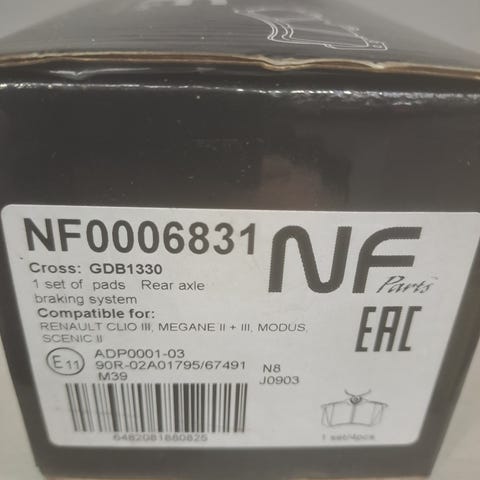 NF0006831
NF
Parts
Cross: GDB1330
1 set of pads Rear axle
braking system
Compatible for:
RENAULT CLIO III, MEGANE II + III, MODUS,
SCENIC II
EAC
E 11
ADP0001-03
90R-02A01795/67491
M39
N8
J0903
6482081880825
1 set/4pcs